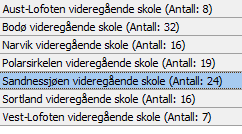 Aust-Lofoten videregående skole (Antall: 8)
Bodø videregående skole (Antall: 32)
Narvik videregående skole (Antall: 16)
Polarsirkelen videregående skole (Antall: 19)
Sandnessjøen videregående skole (Antall: 24)
Sortland videregående skole (Antall: 16)
Vest-Lofoten videregående skole (Antall: 7)